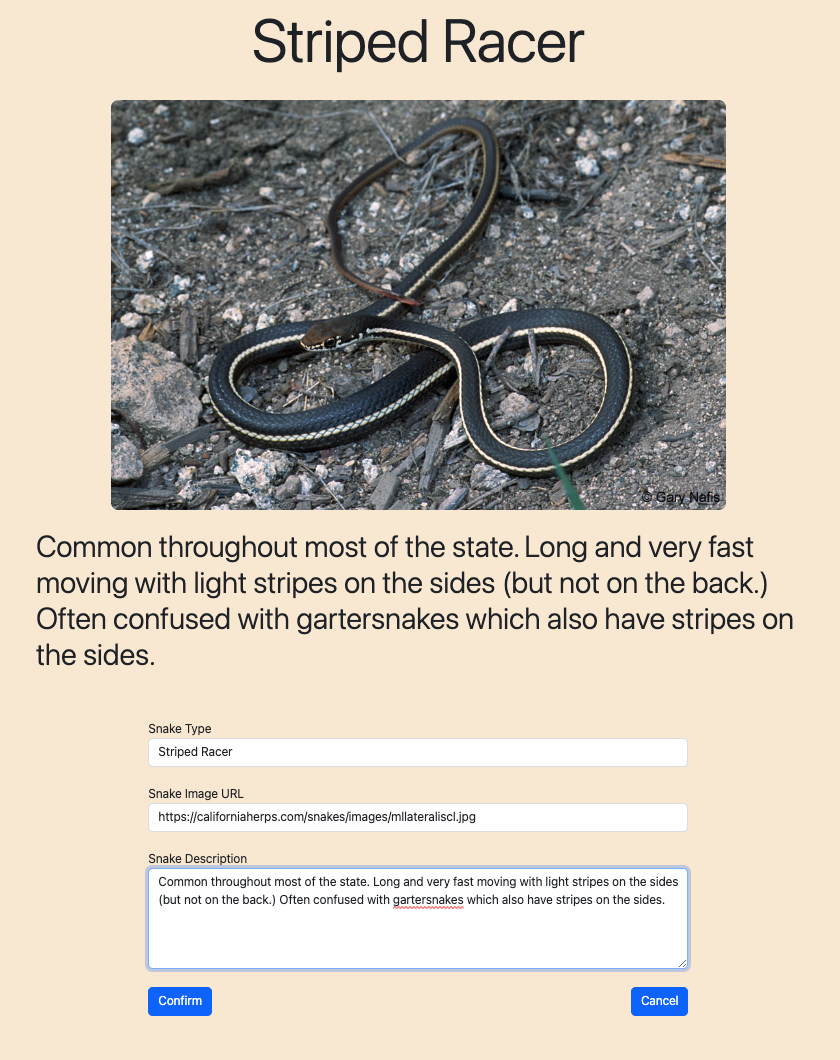 Striped Racer
© Gary Nafis
Common throughout most of the state. Long and very fast
moving with light stripes on the sides (but not on the back.)
Often confused with gartersnakes which also have stripes on
the sides.
Snake Type
Striped Racer
Snake Image URL
https://californiaherps.com/snakes/images/mllateraliscl.jpg
Snake Description
Common throughout most of the state. Long and very fast moving with light stripes on the sides
(but not on the back.) Often confused with gartersnakes which also have stripes on the sides.
Confirm
Cancel